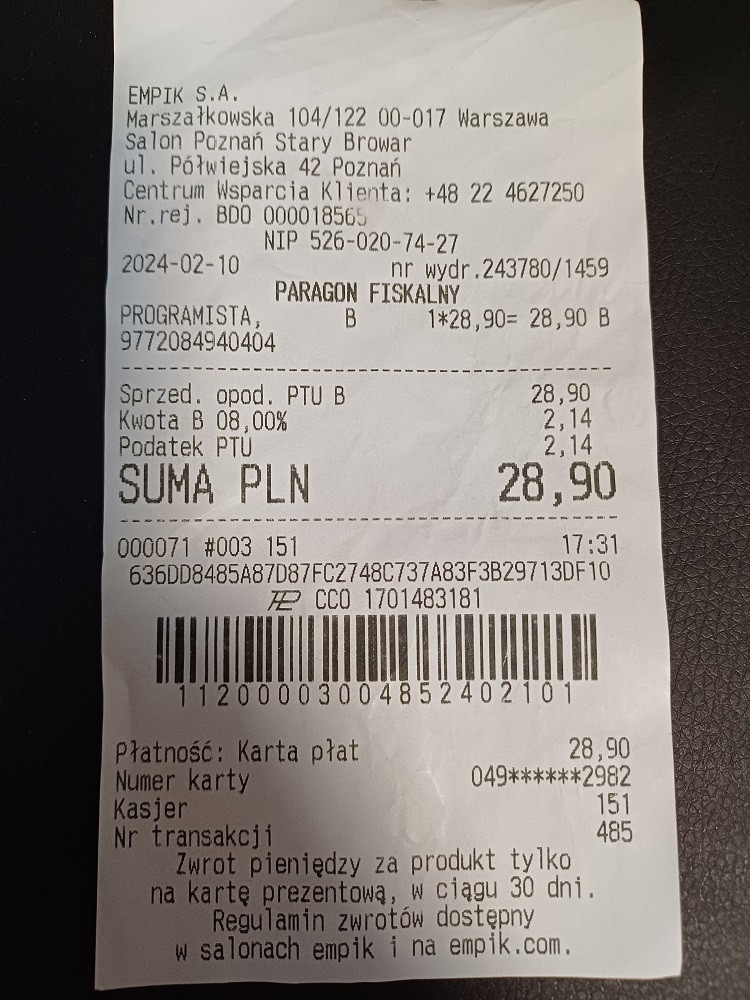 EMPIK S.A.
Marszałkowska 104/122 00-017 Warszawa
Salon Poznań Stary Browar
ul. Półwiejska 42 Poznań
Centrum Wsparcia Klienta: +48 22 4627250
Nr.rej. BDO 000018565
NIP 526-020-74-27
2024-02-10 nr wydr.243780/1459
PARAGON FISKALNY
PROGRAMISTA, B 1*28,90= 28,90 B
9772084940404
Sprzed. opod. PTU B 28,90
Kwota B 08,00% 2,14
Podatek PTU 2,14
SUMA PLN 28,90
000071 #003 151 17:31
636DD8485A87D87FC2748C737A83F3B29713DF10
CCO 1701483181
11200003004852402101
Płatność: Karta płat 28,90
Numer karty 049******2982
Kasjer 151
Nr transakcji 485
Zwrot pieniędzy za produkt tylko
na kartę prezentową, w ciągu 30 dni.
Regulamin zwrotów dostępny
w salonach empik i na empik.com.